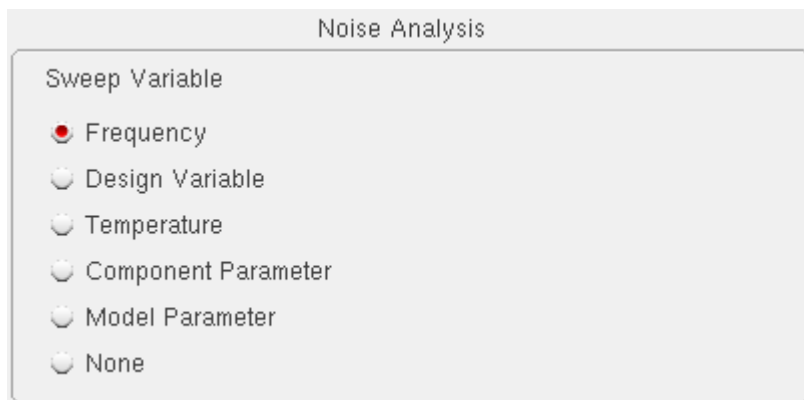 Noise Analysis
Sweep Variable
Frequency
Design Variable
Temperature
Component Parameter
Model Parameter
None